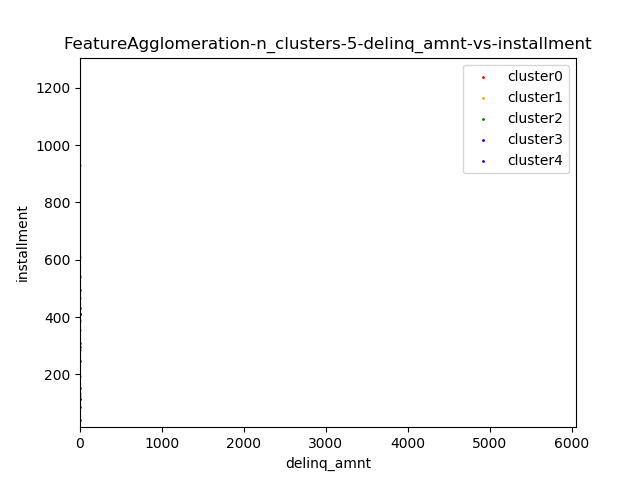 FeatureAgglomeration-n_clusters-5-delinq_amnt-vs-installment
cluster0
cluster1
cluster2
cluster3
cluster4
1200
1000
800
600
400
200
installment
0 1000 2000 3000 4000 5000 6000
delinq_amnt